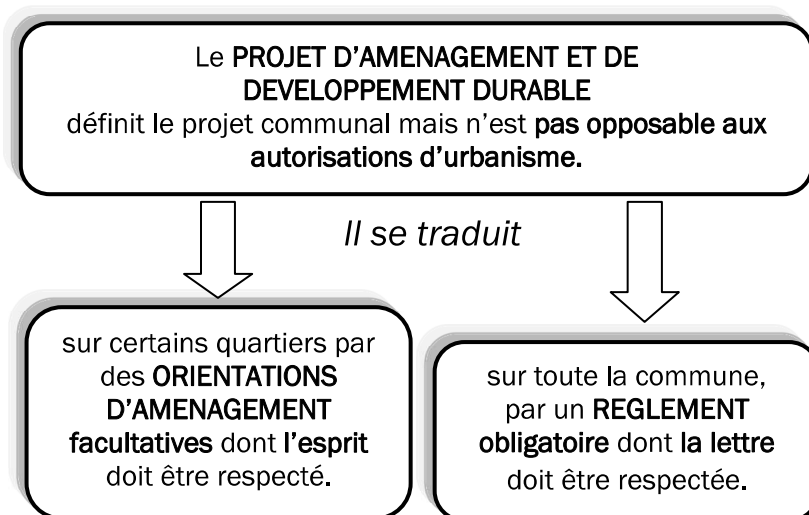 Le PROJET D’AMENAGEMENT ET DE
DEVELOPPEMENT DURABLE
définit le projet communal mais n’est pas opposable aux
autorisations d’urbanisme.
Il se traduit
sur certains quartiers par
des ORIENTATIONS
D’AMENAGEMENT
facultatives dont l’esprit
doit être respecté.
sur toute la commune,
par un REGLEMENT
obligatoire dont la lettre
doit être respectée.